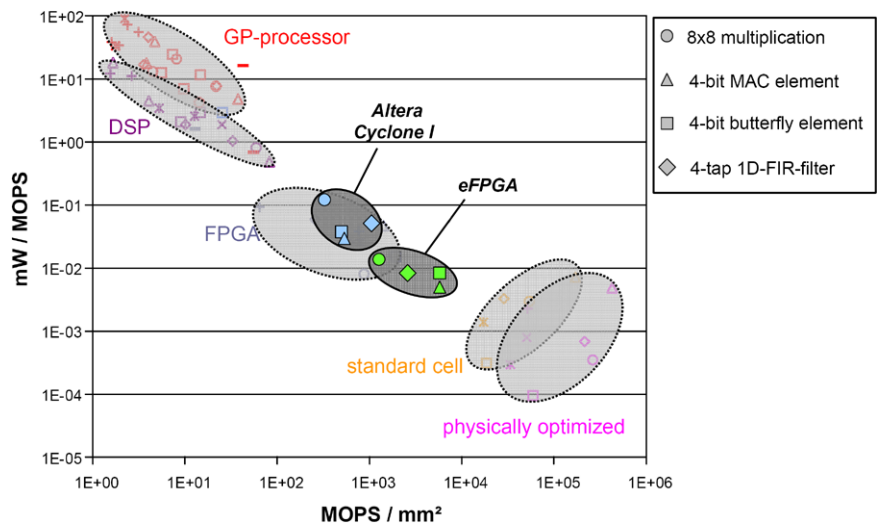 1E+02
1E+01
1E+00
1E-01
1E-02
1E-03
1E-04
1E-05
mW / MOPS
GP-processor
DSP
Altera
Cyclone I
eFPGA
FPGA
standard cell
physically optimized
1E+00 1E+01 1E+02 1E+03 1E+04 1E+05 1E+06
MOPS / mm²
8x8 multiplication
4-bit MAC element
4-bit butterfly element
4-tap 1D-FIR-filter